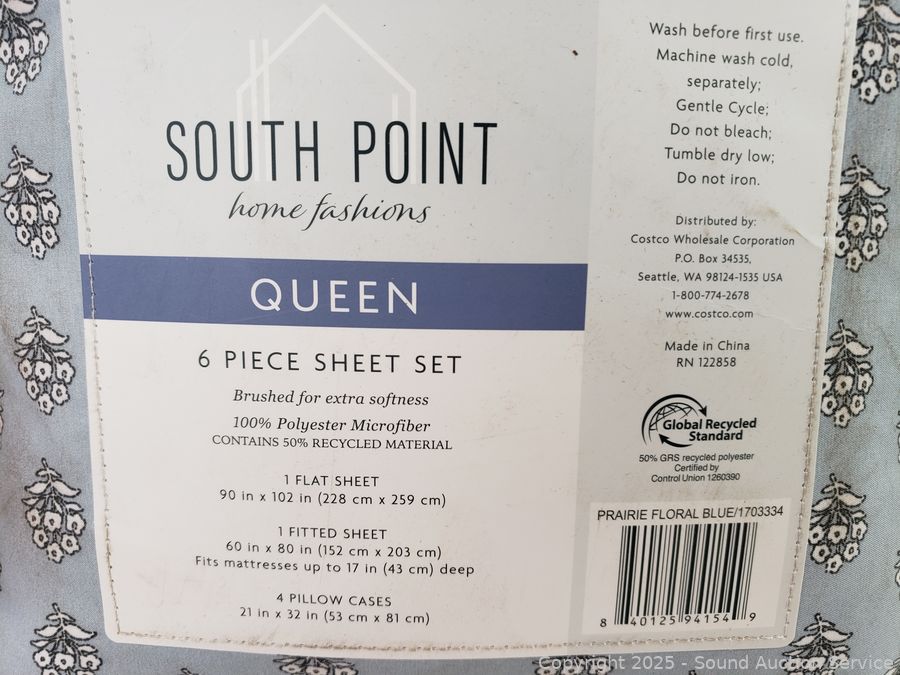 SOUTH POINT
home fashions
QUEEN
6 PIECE SHEET SET
Brushed for extra softness
100% Polyester Microfiber
CONTAINS 50% RECYCLED MATERIAL
1 FLAT SHEET
90 in x 102 in (228 cm x 259 cm)
1 FITTED SHEET
60 in x 80 in (152 cm x 203 cm)
Fits mattresses up to 17 in (43 cm) deep
4 PILLOW CASES
21 in x 32 in (53 cm x 81 cm)
Wash before first use.
Machine wash cold,
separately;
Gentle Cycle;
Do not bleach;
Tumble dry low;
Do not iron.
Distributed by:
Costco Wholesale Corporation
P.O. Box 34535,
Seattle, WA 98124-1535 USA
1-800-774-2678
www.costco.com
Made in China
RN 122858
Global Recycled
Standard
50% GRS recycled polyester
Certified by
Control Union 1260390
PRAIRIE FLORAL BLUE/1703334
8 40125 94154 9
Copyright 2025 - Sound Auction Service